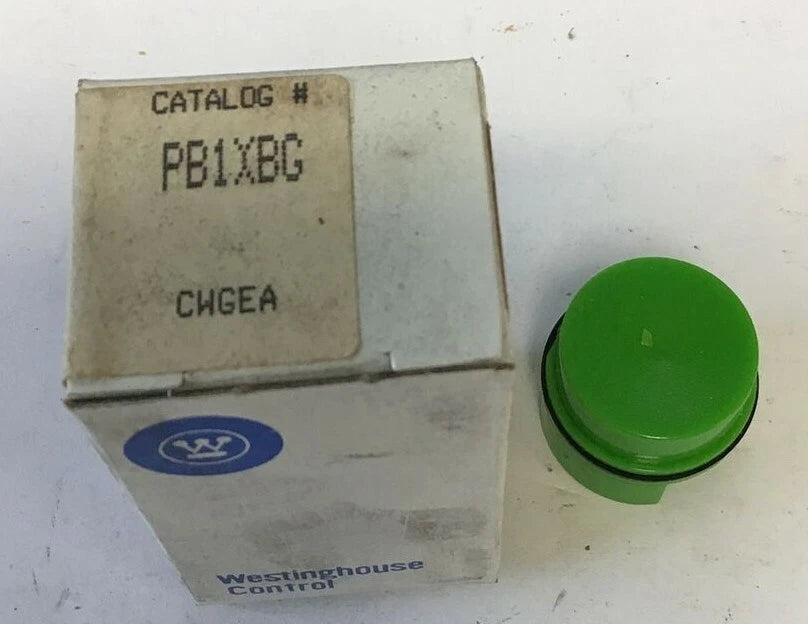 CATALOG #
PB1XBG
CWGEA
W
Westinghouse
Control